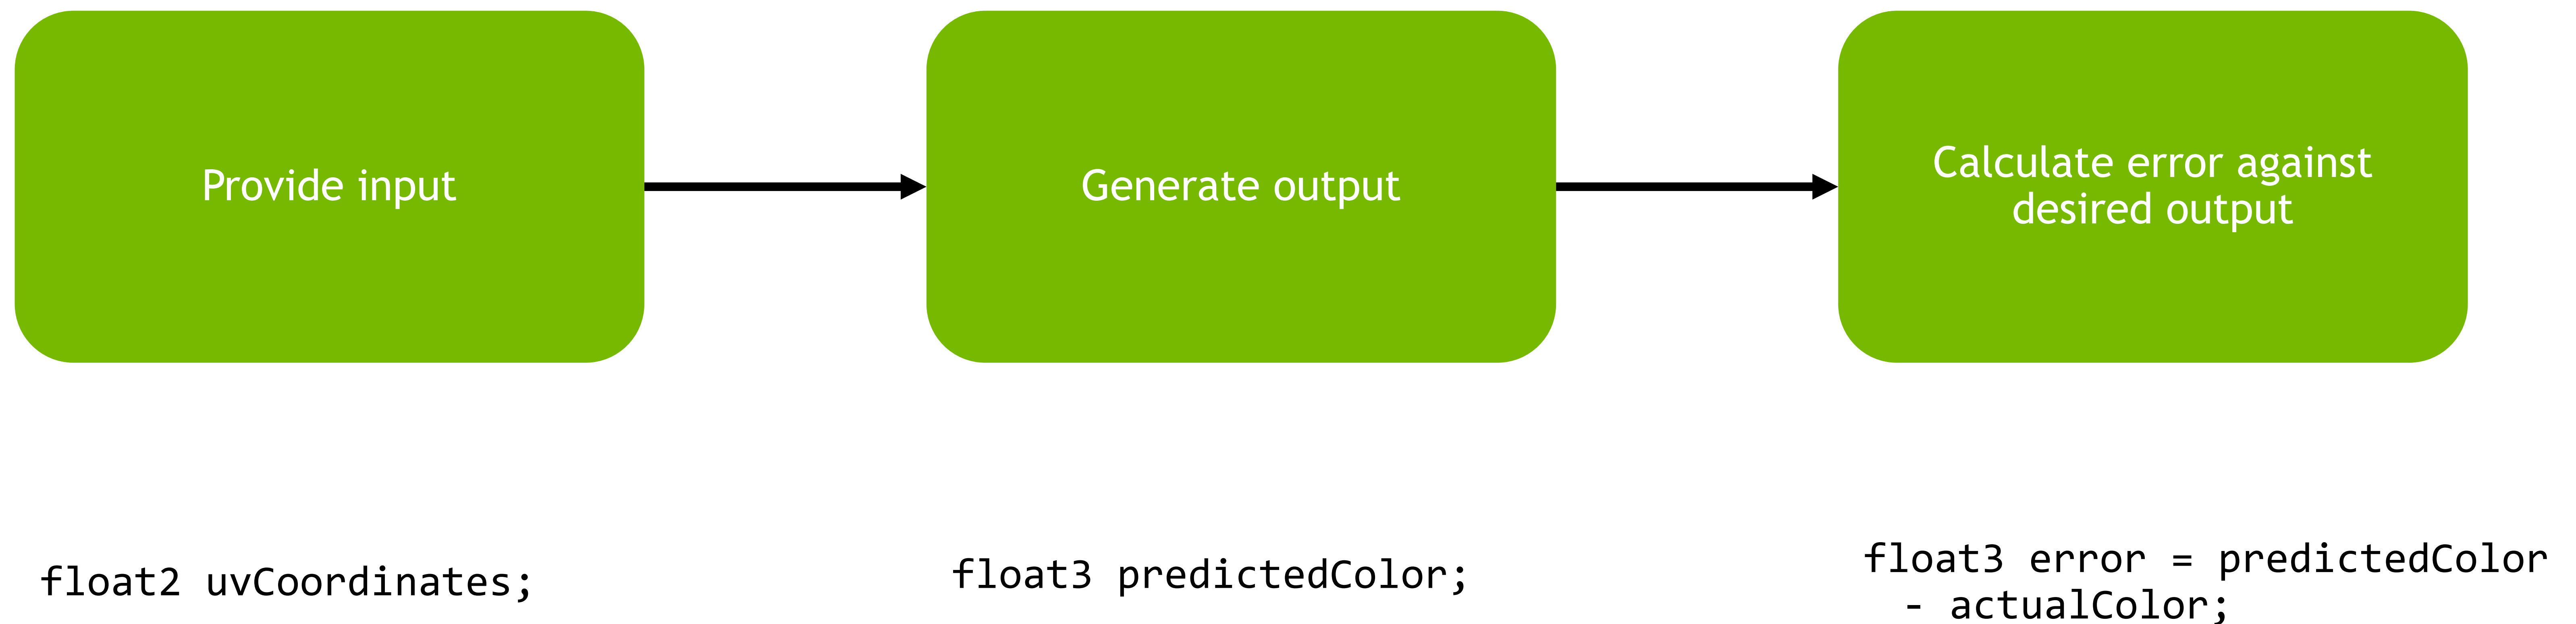 Provide input
Generate output
Calculate error against
desired output
float2 uvCoordinates;
float3 predictedColor;
float3 error = predictedColor
- actualColor;